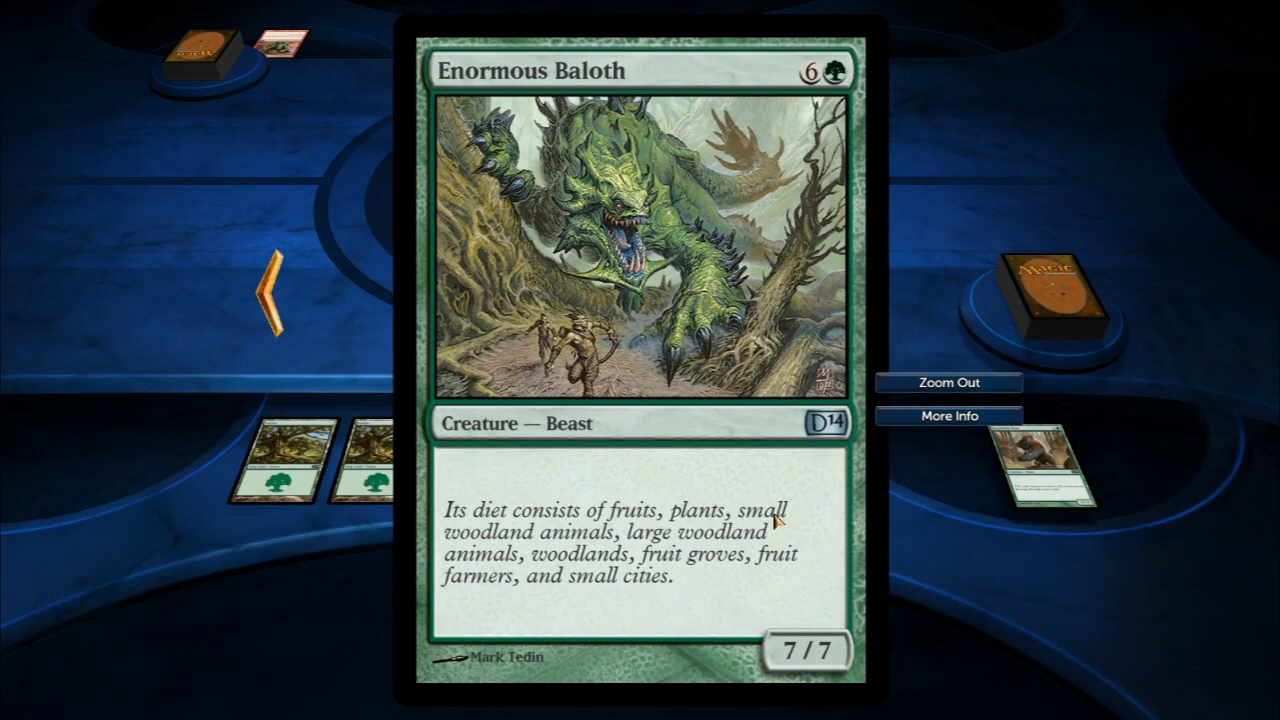 Enormous Baloth
6
Creature — Beast
D14
Its diet consists of fruits, plants, small
woodland animals, large woodland
animals, woodlands, fruit groves, fruit
farmers, and small cities.
7 / 7
Mark Tedin
MAGIC
Zoom Out
More Info